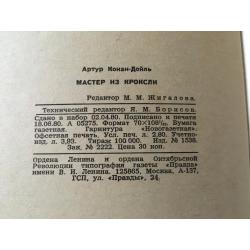 Артур Конан-Дойль
МАСТЕР ИЗ КРОКСЛИ
Редактор М. М. Жигалова.
Технический редактор Я. М. Борисов.
Сдано в набор 02.04.80. Подписано к печати
18.06.80. А 05275. Формат 70×108¹/₃₂. Бумага
газетная. Гарнитура «Новогазетная».
Офсетная печать. Усл. печ. л. 2,80. Учетно-
изд. л. 3,93. Тираж 100 000. Изд. № 1538.
Зак. № 2222. Цена 30 коп.
Ордена Ленина и ордена Октябрьской
Революции типография газеты «Правда»
имени В. И. Ленина. 125865, Москва, А-137,
ГСП, ул. «Правды», 24.